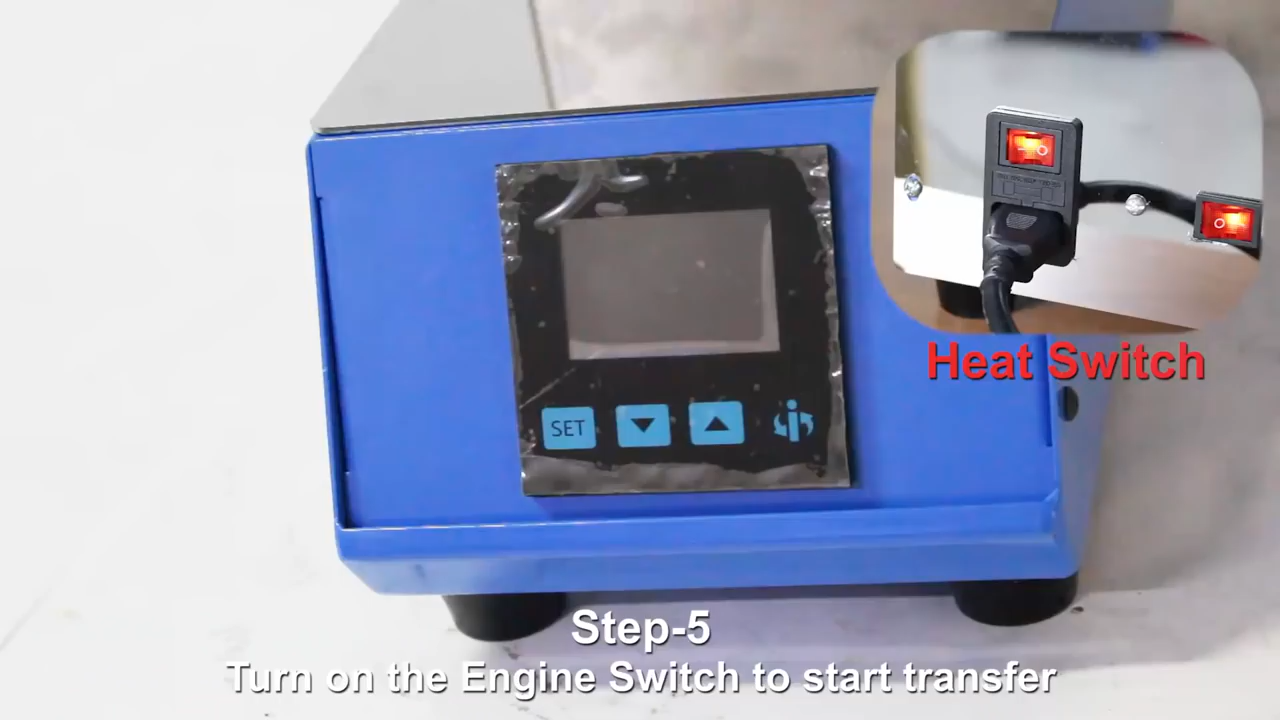 SET
Heat Switch
Step-5
Turn on the Engine Switch to start transfer